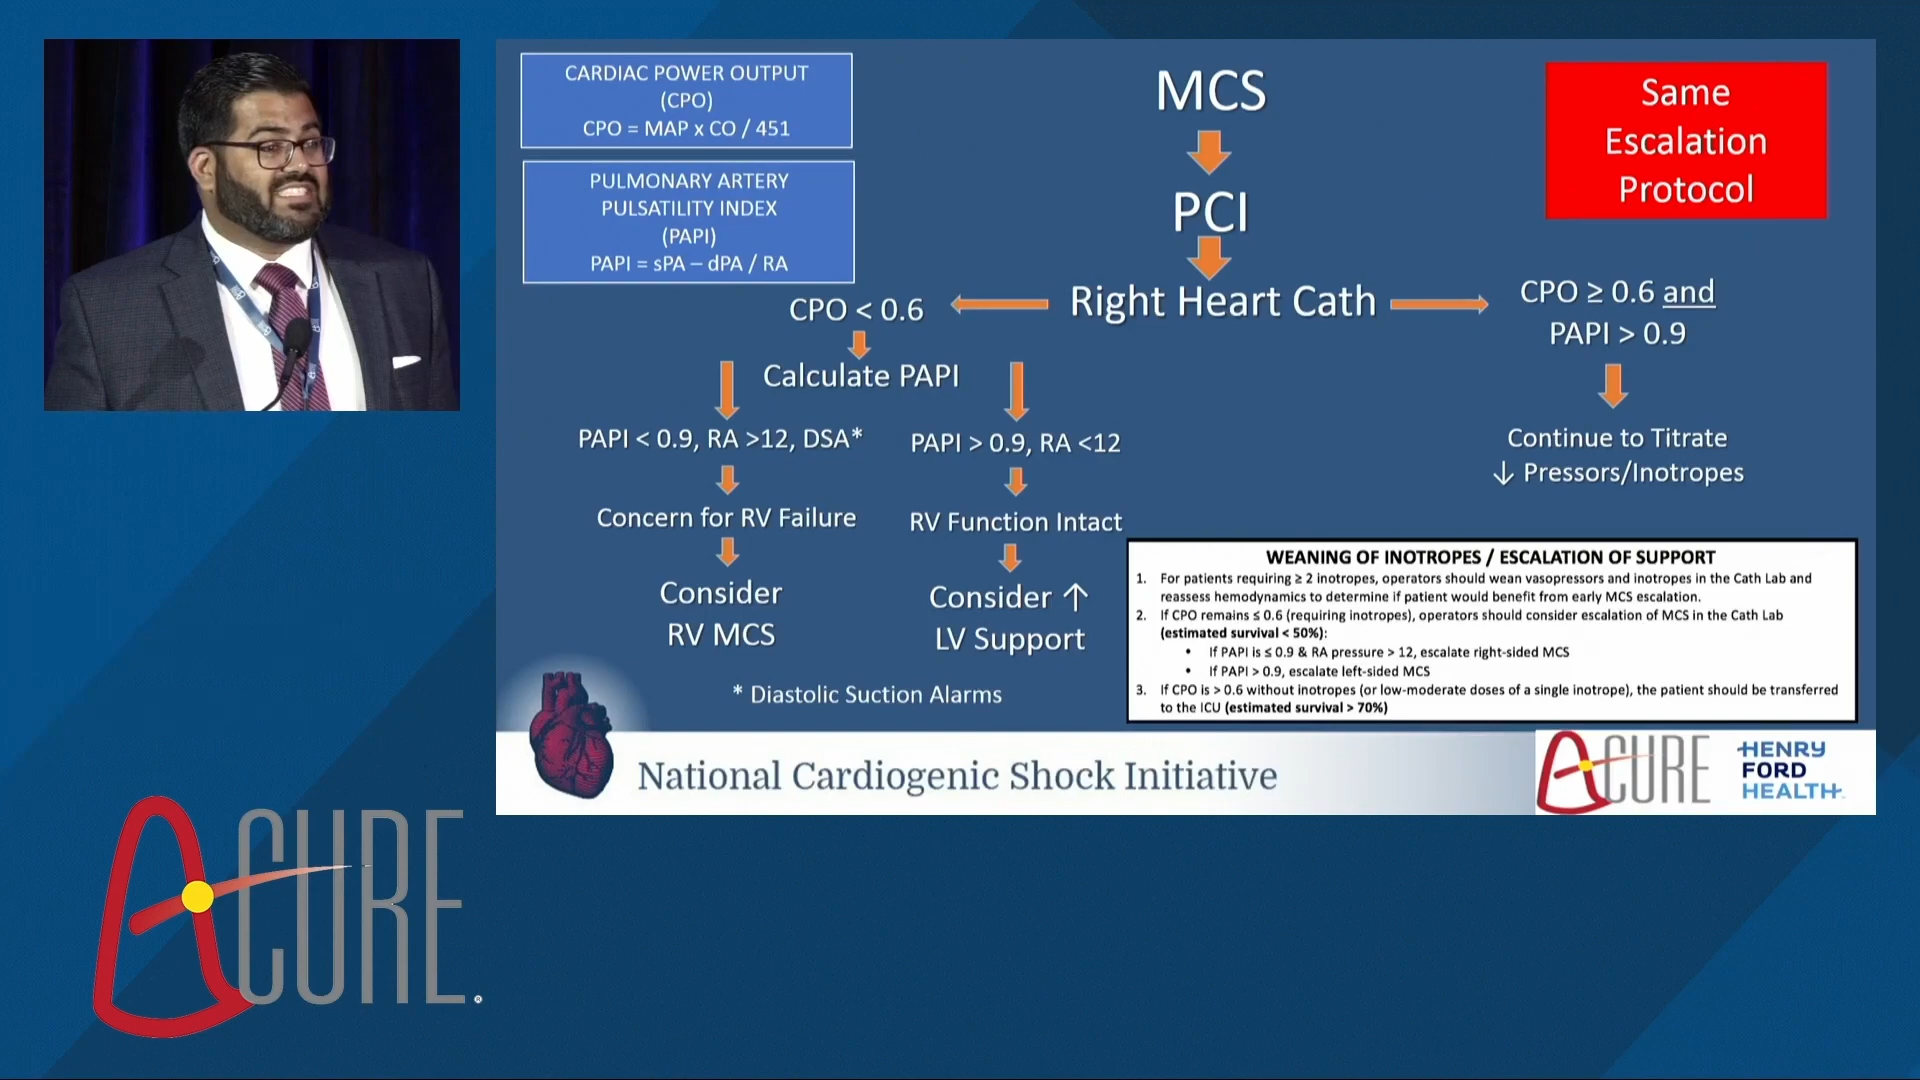 CARDIAC POWER OUTPUT
(CPO)
CPO = MAP x CO / 451
PULMONARY ARTERY
PULSATILITY INDEX
(PAPI)
PAPI = sPA – dPA / RA
MCS
PCI
Right Heart Cath
Same
Escalation
Protocol
CPO < 0.6
Calculate PAPI
PAPI < 0.9, RA >12, DSA*
Concern for RV Failure
Consider
RV MCS
PAPI > 0.9, RA <12
RV Function Intact
Consider ↑
LV Support
* Diastolic Suction Alarms
CPO ≥ 0.6 and
PAPI > 0.9
Continue to Titrate
↓ Pressors/Inotropes
WEANING OF INOTROPES / ESCALATION OF SUPPORT
1. For patients requiring ≥ 2 inotropes, operators should wean vasopressors and inotropes in the Cath Lab and
reassess hemodynamics to determine if patient would benefit from early MCS escalation.
2. If CPO remains ≤ 0.6 (requiring inotropes), operators should consider escalation of MCS in the Cath Lab
(estimated survival < 50%):
• If PAPI is ≤ 0.9 & RA pressure > 12, escalate right-sided MCS
• If PAPI > 0.9, escalate left-sided MCS
3. If CPO is > 0.6 without inotropes (or low-moderate doses of a single inotrope), the patient should be transferred
to the ICU (estimated survival > 70%)
National Cardiogenic Shock Initiative
ACURE
HENRY
FORD
HEALTH
ACURE.®